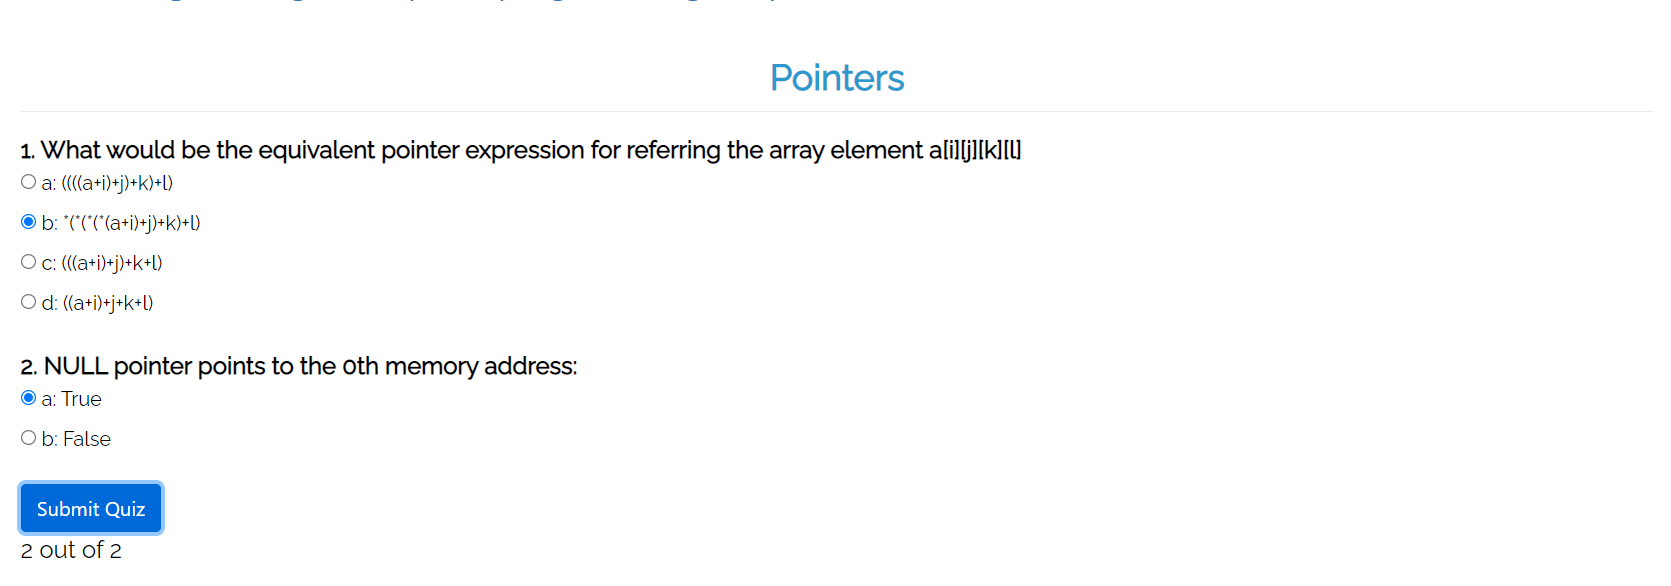 Pointers
1. What would be the equivalent pointer expression for referring the array element a[i][j][k][l]
a: ((((a+i)+j)+k)+l)
b: *(*(*(*(a+i)+j)+k)+l)
c: (((a+i)+j)+k+l)
d: ((a+i)+j+k+l)
2. NULL pointer points to the 0th memory address:
a: True
b: False
Submit Quiz
2 out of 2